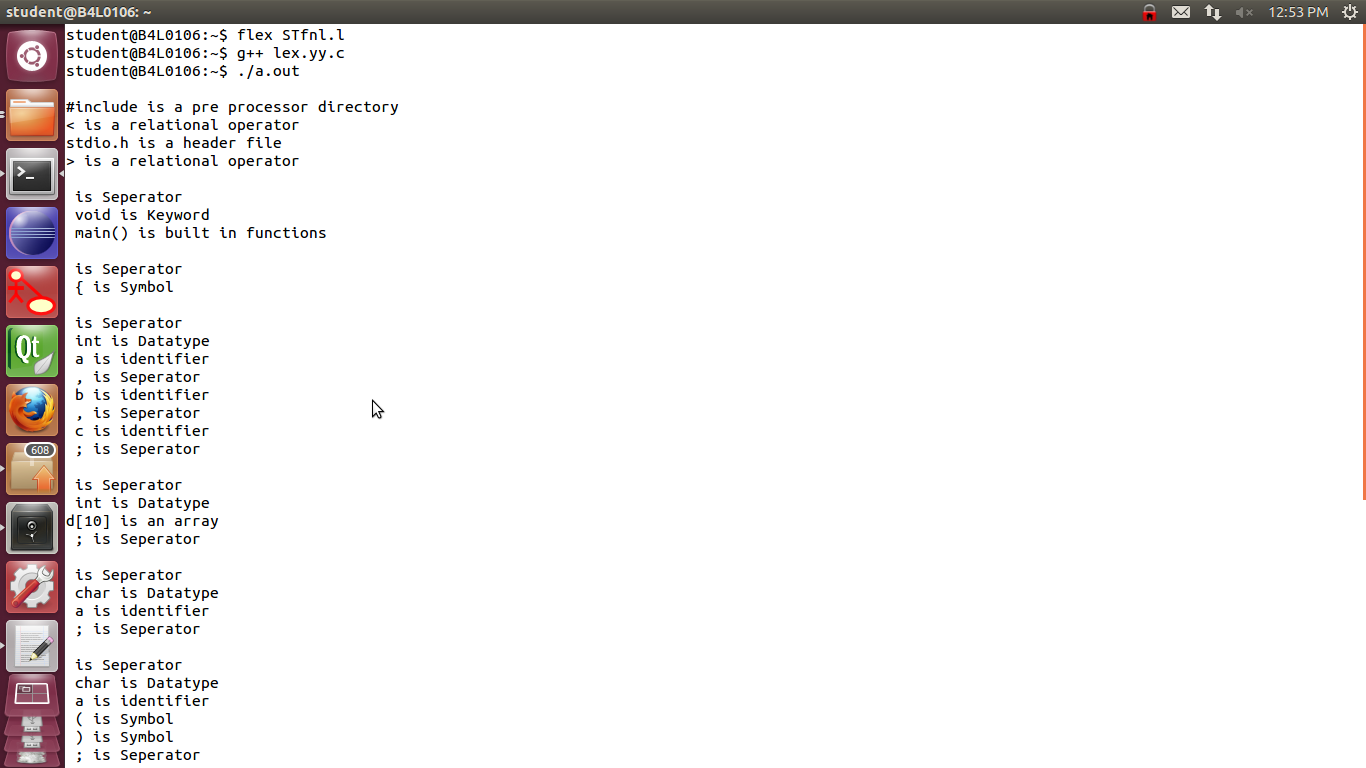 student@B4L0106: ~
12:53 PM
student@B4L0106:~$ flex STfnl.l
student@B4L0106:~$ g++ lex.yy.c
student@B4L0106:~$ ./a.out
#include is a pre processor directory
< is a relational operator
stdio.h is a header file
> is a relational operator
is Seperator
void is Keyword
main() is built in functions
is Seperator
{ is Symbol
is Seperator
int is Datatype
a is identifier
, is Seperator
b is identifier
, is Seperator
c is identifier
; is Seperator
is Seperator
int is Datatype
d[10] is an array
; is Seperator
is Seperator
char is Datatype
a is identifier
; is Seperator
is Seperator
char is Datatype
a is identifier
( is Symbol
) is Symbol
; is Seperator
Qt
608